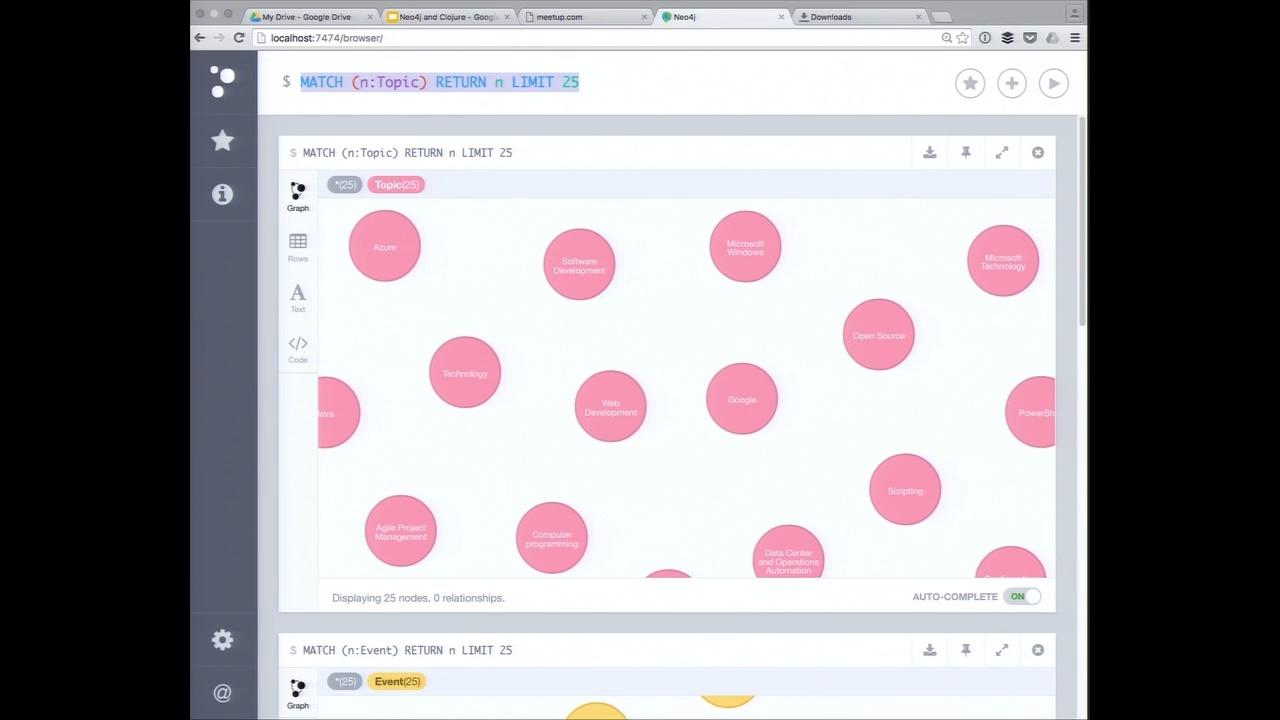 My Drive - Google Drive
Neo4j and Clojure - Googl
meetup.com
Neo4j
Downloads
localhost:7474/browser/
$ MATCH (n:Topic) RETURN n LIMIT 25
$ MATCH (n:Topic) RETURN n LIMIT 25
*(25) Topic(25)
Graph
Rows
Text
Code
Azure
Software
Development
Microsoft
Windows
Microsoft
Technology
Open Source
Technology
Web
Development
Google
Java
PowerSh
Scripting
Agile Project
Management
Computer
programming
Data Center
and Operations
Automation
Displaying 25 nodes, 0 relationships.
AUTO-COMPLETE ON
$ MATCH (n:Event) RETURN n LIMIT 25
*(25) Event(25)
Graph